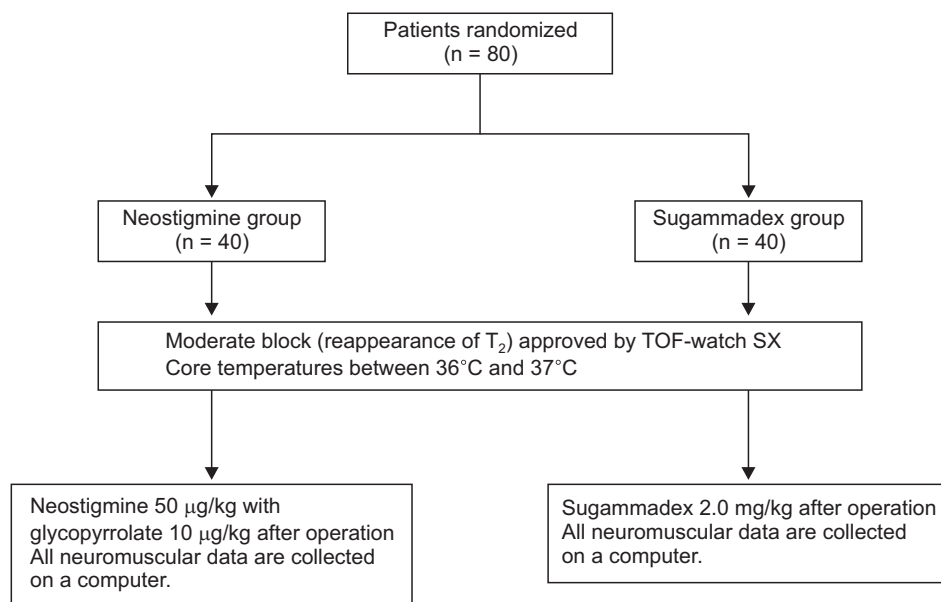 Patients randomized
(n = 80)
Neostigmine group
(n = 40)
Sugammadex group
(n = 40)
Moderate block (reappearance of T₂) approved by TOF-watch SX
Core temperatures between 36°C and 37°C
Neostigmine 50 μg/kg with
glycopyrrolate 10 μg/kg after operation
All neuromuscular data are collected
on a computer.
Sugammadex 2.0 mg/kg after operation
All neuromuscular data are collected
on a computer.